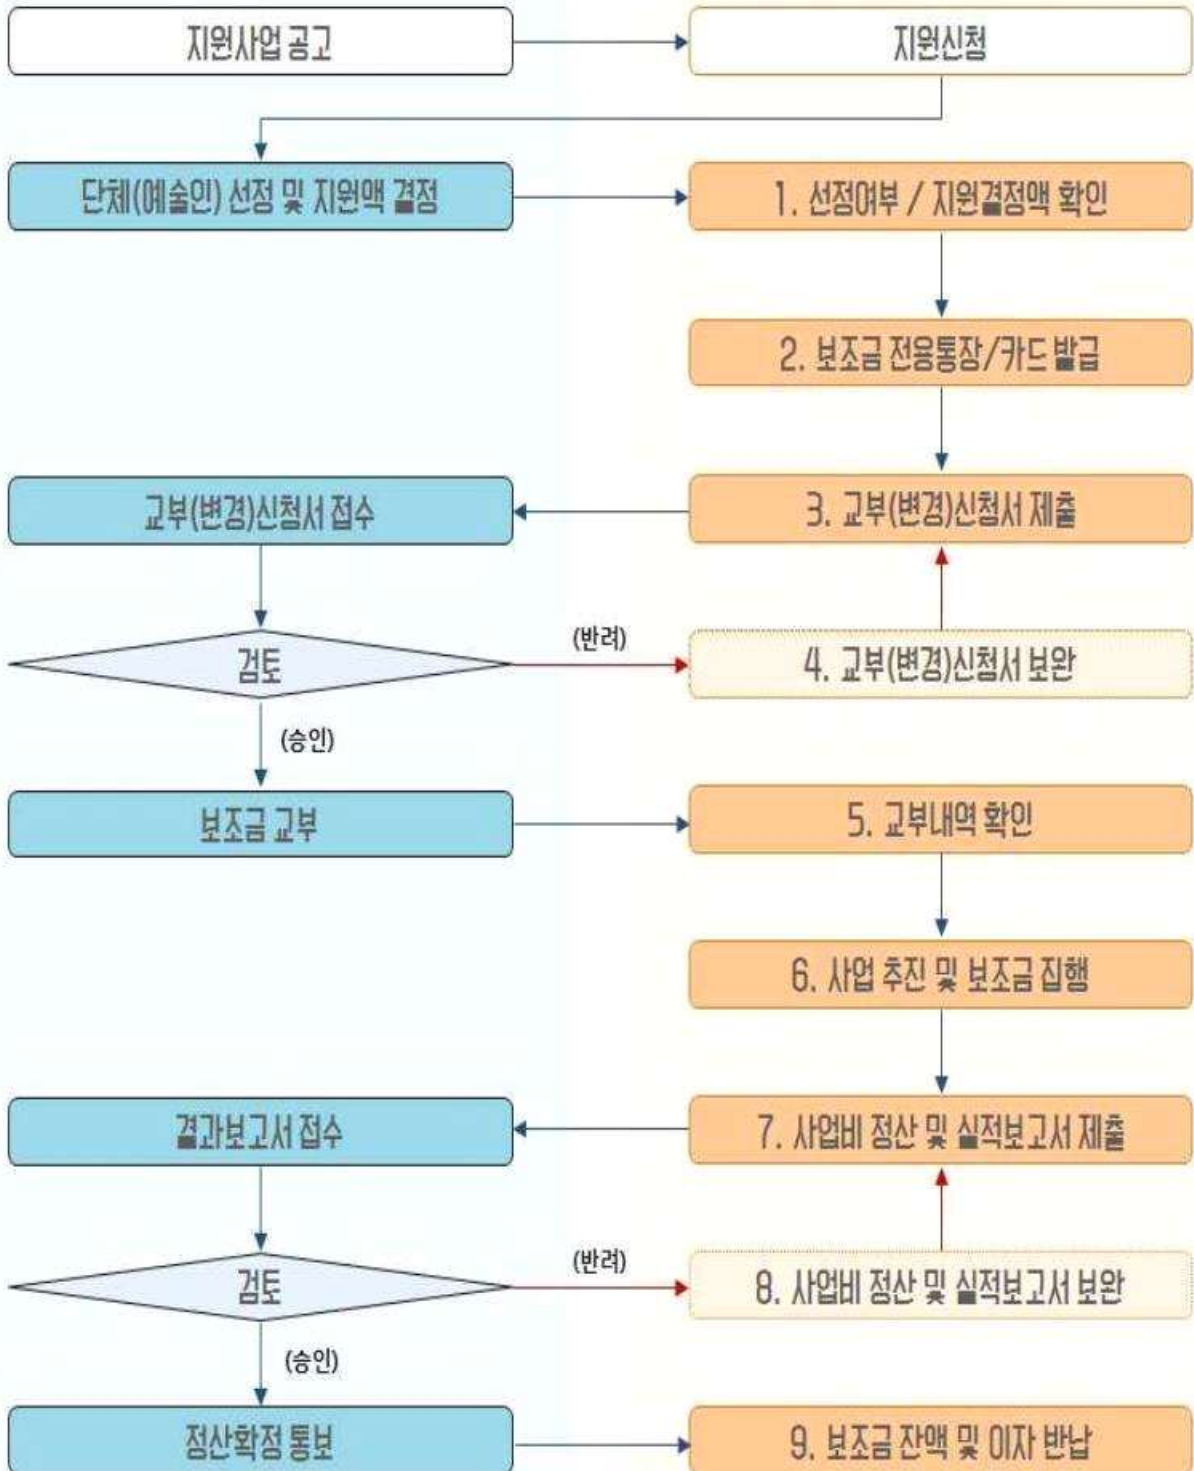 지원사업 공고
지원신청
단체(예술인) 선정 및 지원액 결정
1. 선정여부 / 지원결정액 확인
2. 보조금 전용통장/카드 발급
교부(변경)신청서 접수
3. 교부(변경)신청서 제출
검토
(반려)
4. 교부(변경)신청서 보완
(승인)
보조금 교부
5. 교부내역 확인
6. 사업 추진 및 보조금 집행
결과보고서 접수
7. 사업비 정산 및 실적보고서 제출
검토
(반려)
8. 사업비 정산 및 실적보고서 보완
(승인)
정산확정 통보
9. 보조금 잔액 및 이자 반납